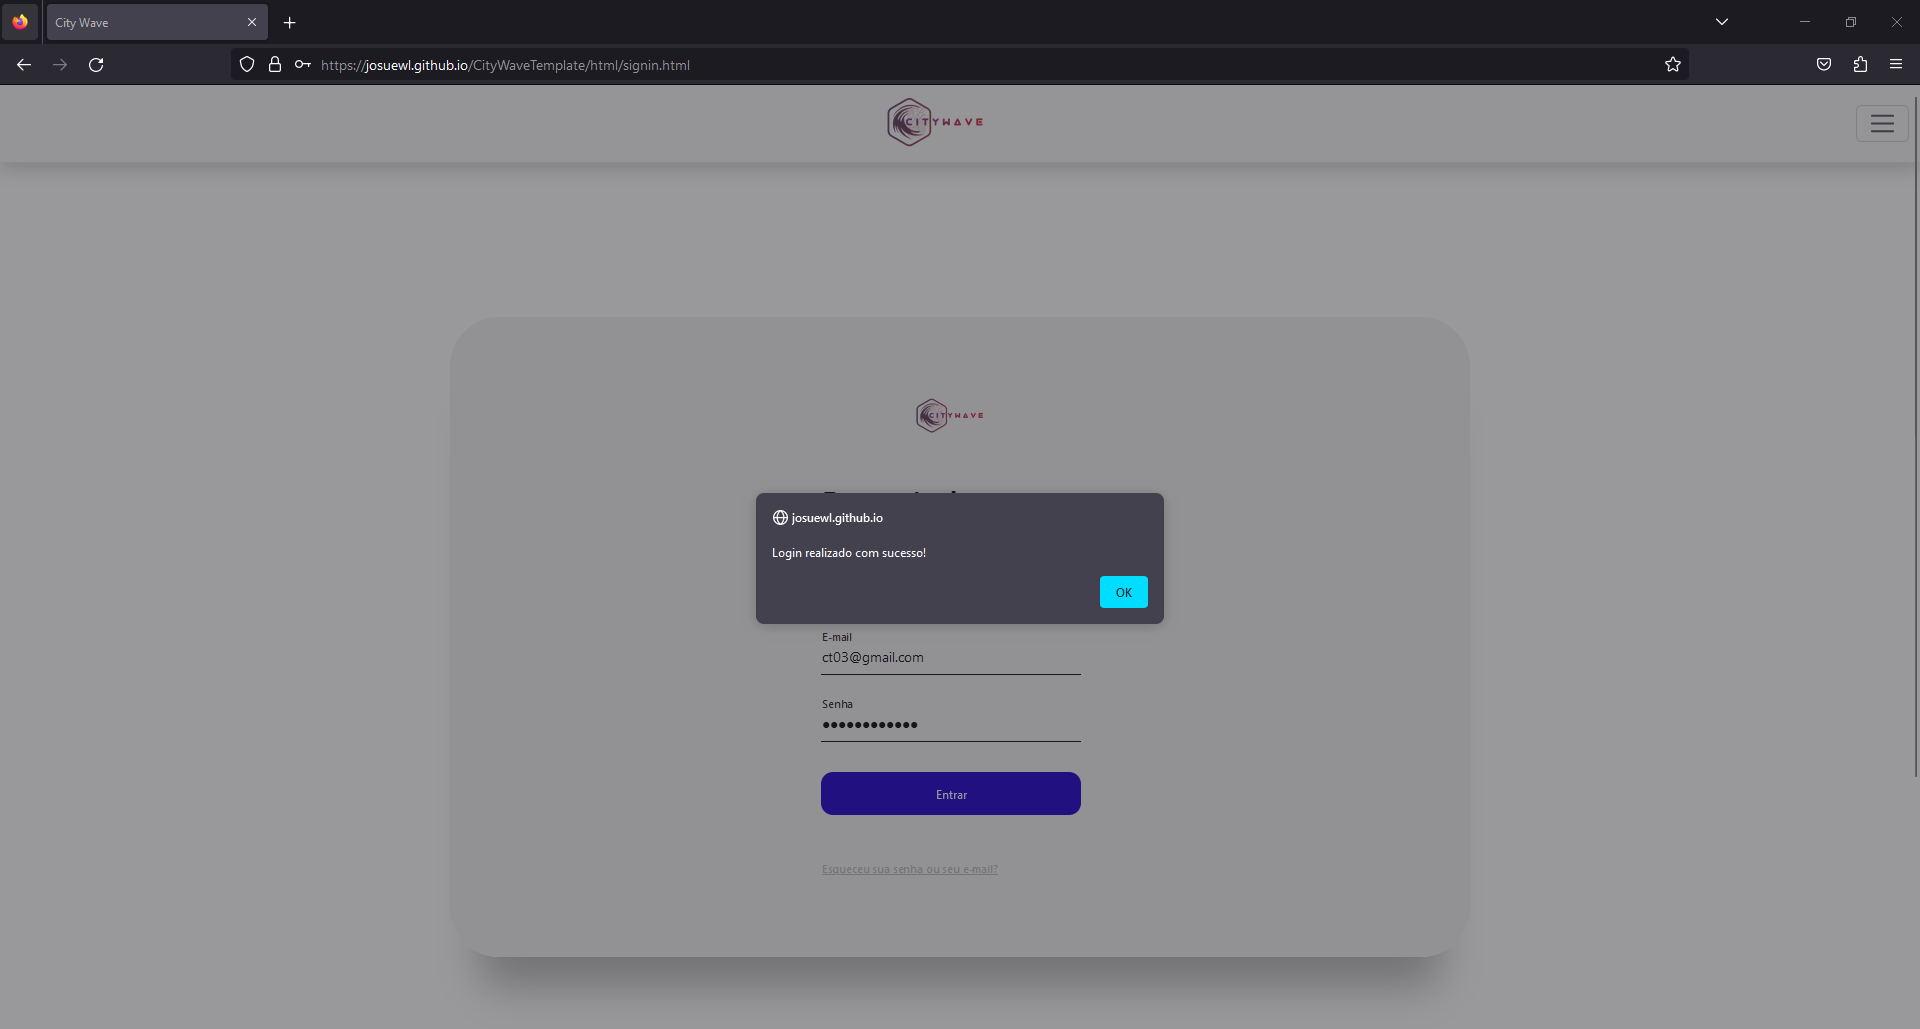 City Wave
https://josuewl.github.io/CityWaveTemplate/html/signin.html
CITYWAVE
CITYWAVE
josuewl.github.io
Login realizado com sucesso!
OK
E-mail
ct03@gmail.com
Senha
Entrar
Esqueceu sua senha ou seu e-mail?